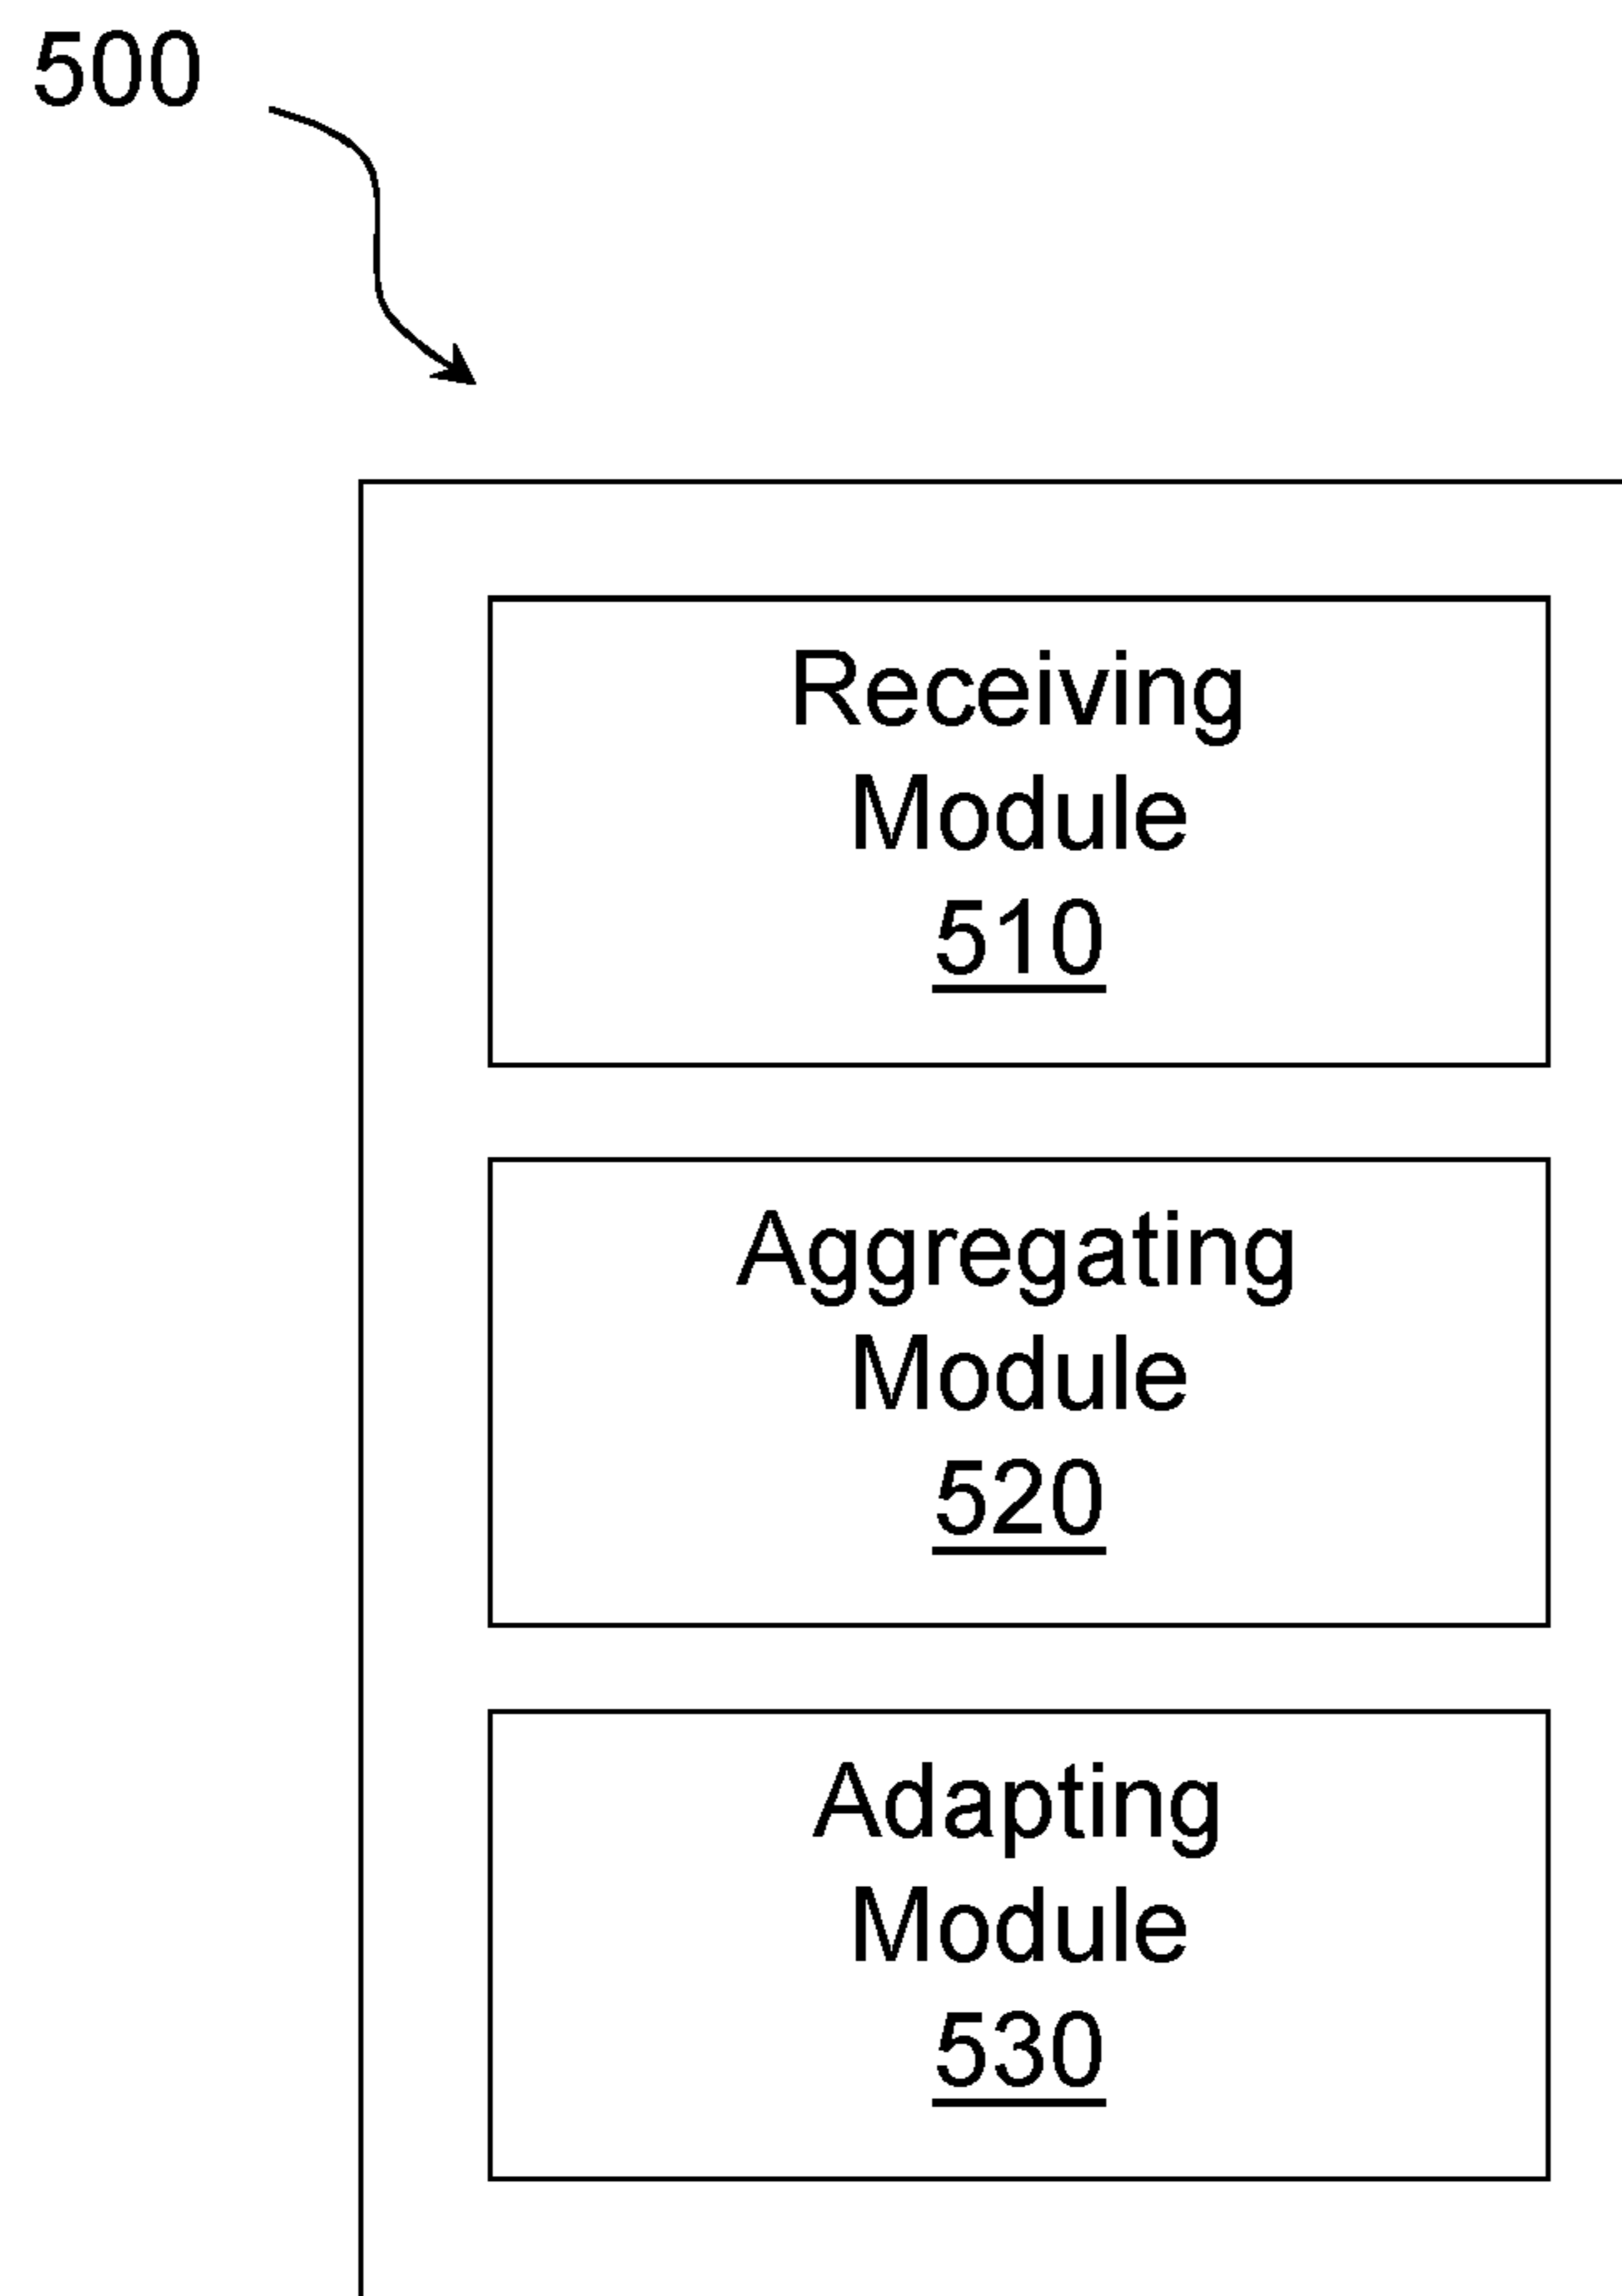 500
Receiving
Module
510
Aggregating
Module
520
Adapting
Module
530